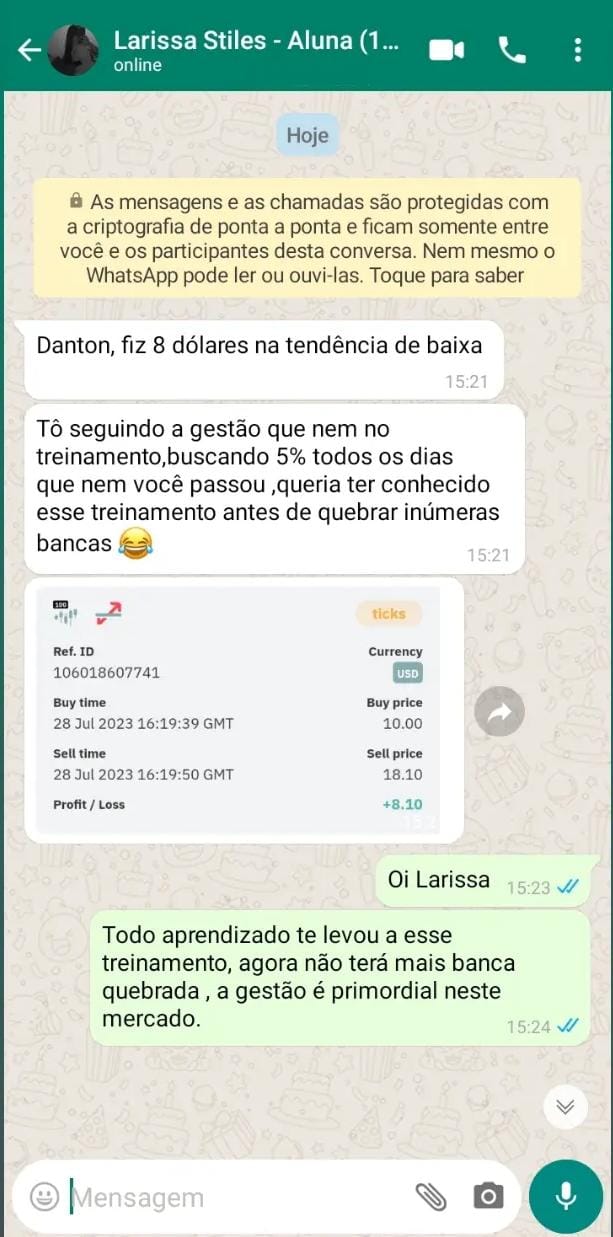 Larissa Stiles - Aluna (1...
online
Hoje
As mensagens e as chamadas são protegidas com
a criptografia de ponta a ponta e ficam somente entre
você e os participantes desta conversa. Nem mesmo o
WhatsApp pode ler ou ouvi-las. Toque para saber
Danton, fiz 8 dólares na tendência de baixa
15:21
Tô seguindo a gestão que nem no
treinamento,buscando 5% todos os dias
que nem você passou ,queria ter conhecido
esse treinamento antes de quebrar inúmeras
bancas 😂
15:21
100
ticks
Ref. ID Currency
106018607741 USD
Buy time Buy price
28 Jul 2023 16:19:39 GMT 10.00
Sell time Sell price
28 Jul 2023 16:19:50 GMT 18.10
Profit / Loss +8.10
Oi Larissa 15:23
Todo aprendizado te levou a esse
treinamento, agora não terá mais banca
quebrada , a gestão é primordial neste
mercado.
15:24
Mensagem